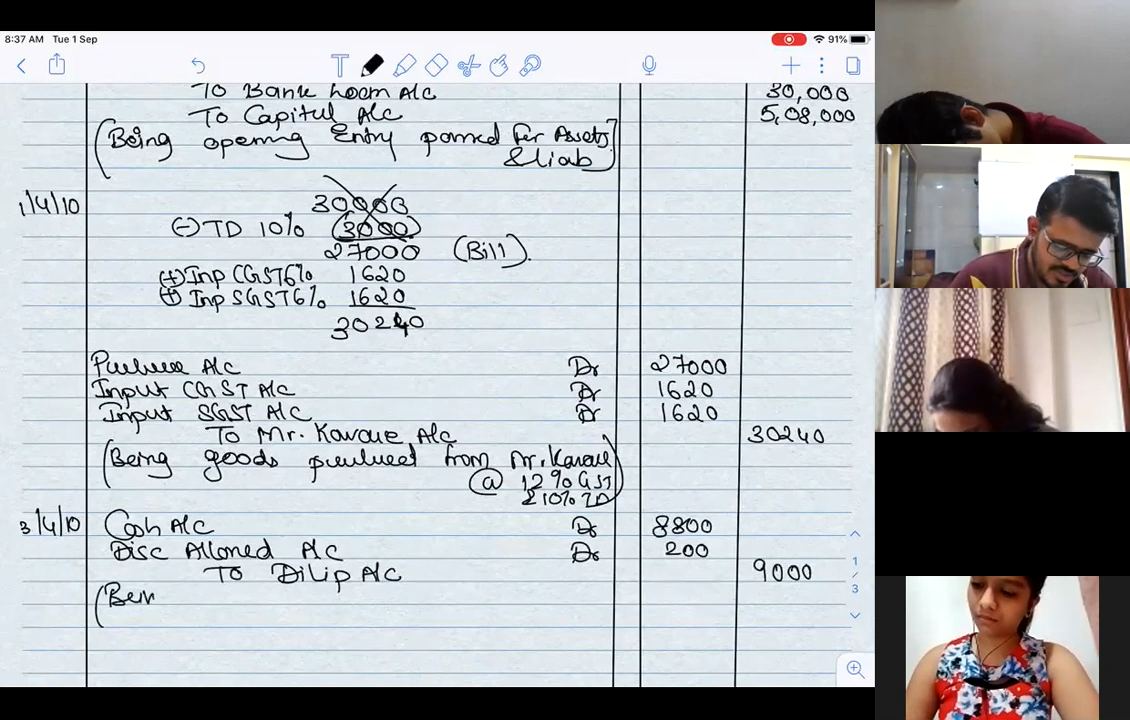 8:37 AM Tue 1 Sep
91%
To Bank Loan A/c 30,000
To Capital A/c 5,08,000
(Being opening Entry passed for Assets
& liab)
1/4/10
30000
(-) TD 10% (3000)
27000 (Bill).
(+) Inp CGST 6% 1620
(+) Inp SGST 6% 1620
30240
Purchase A/c Dr 27000
Input CGST A/c Dr 1620
Input SGST A/c Dr 1620
To Mr. A/c 30240
(Being goods purchased from Mr.
@ 12% GST
& 10% TD)
3/4/10 Cash A/c Dr 8800
Disc Allowed A/c Dr 200
To Dilip A/c 9000
(Bein
1
/
3